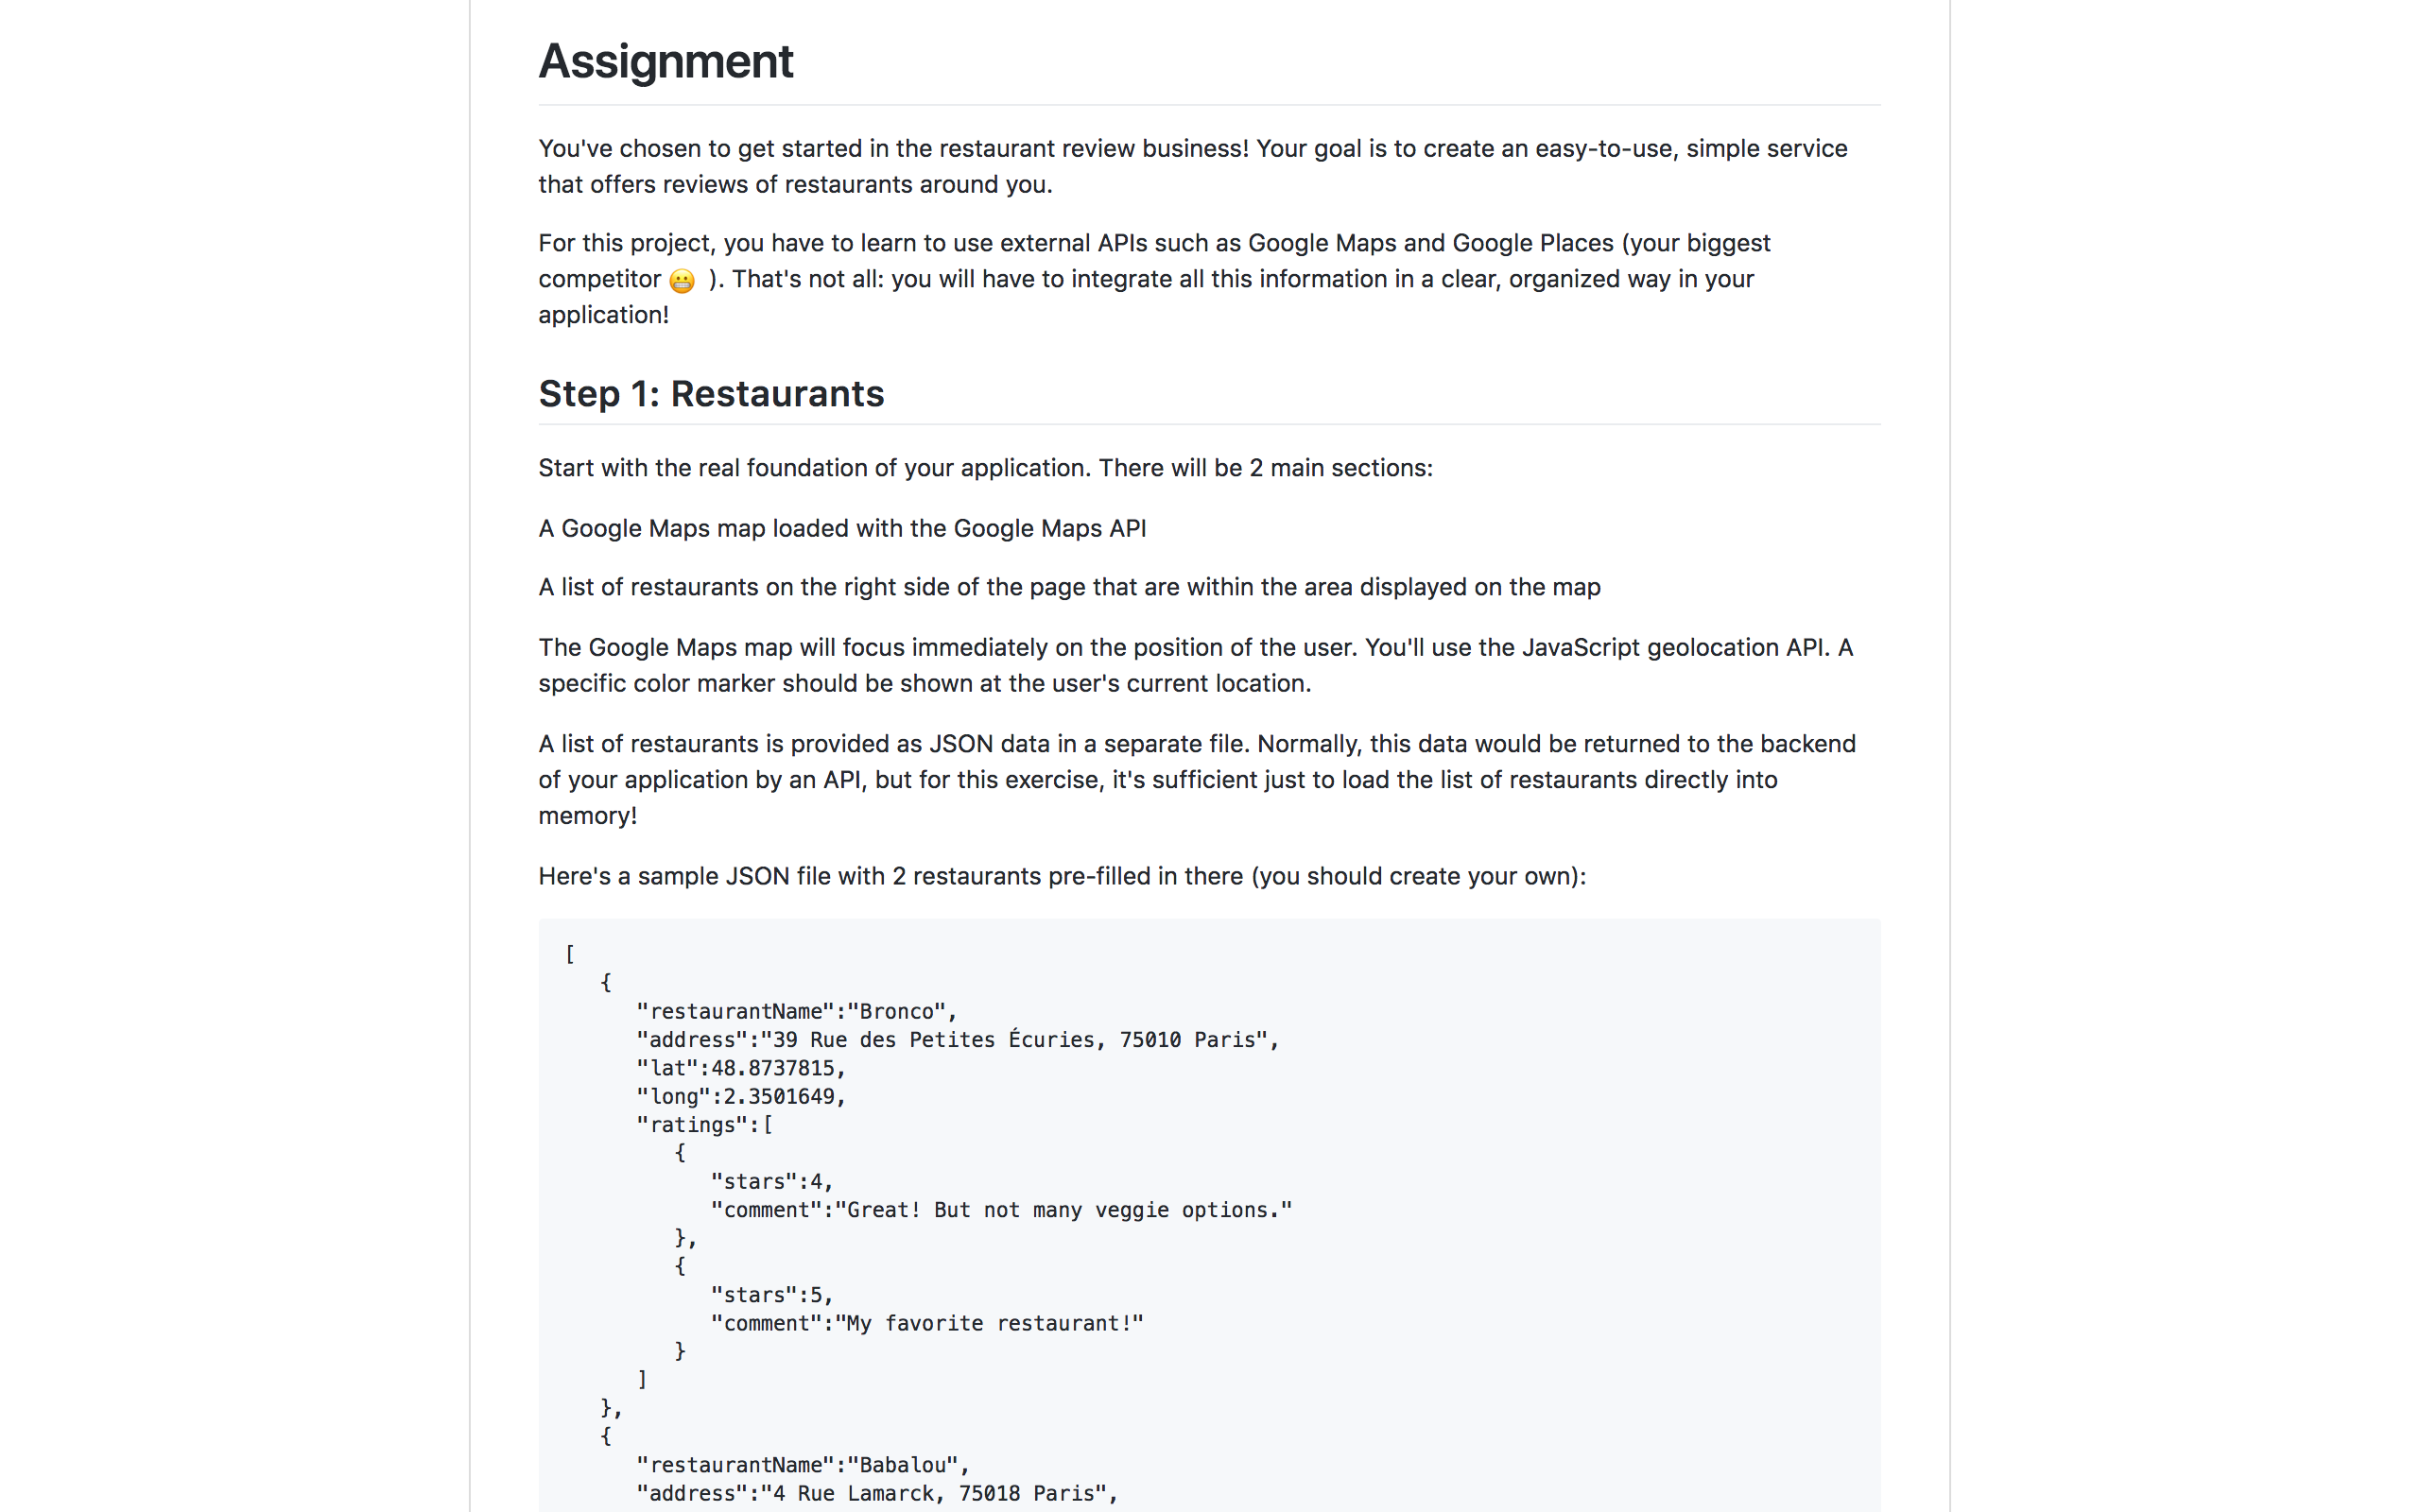 Assignment
You've chosen to get started in the restaurant review business! Your goal is to create an easy-to-use, simple service
that offers reviews of restaurants around you.
For this project, you have to learn to use external APIs such as Google Maps and Google Places (your biggest
competitor 😬 ). That's not all: you will have to integrate all this information in a clear, organized way in your
application!
Step 1: Restaurants
Start with the real foundation of your application. There will be 2 main sections:
A Google Maps map loaded with the Google Maps API
A list of restaurants on the right side of the page that are within the area displayed on the map
The Google Maps map will focus immediately on the position of the user. You'll use the JavaScript geolocation API. A
specific color marker should be shown at the user's current location.
A list of restaurants is provided as JSON data in a separate file. Normally, this data would be returned to the backend
of your application by an API, but for this exercise, it's sufficient just to load the list of restaurants directly into
memory!
Here's a sample JSON file with 2 restaurants pre-filled in there (you should create your own):
[
   {
      "restaurantName":"Bronco",
      "address":"39 Rue des Petites Écuries, 75010 Paris",
      "lat":48.8737815,
      "long":2.3501649,
      "ratings":[
         {
            "stars":4,
            "comment":"Great! But not many veggie options."
         },
         {
            "stars":5,
            "comment":"My favorite restaurant!"
         }
      ]
   },
   {
      "restaurantName":"Babalou",
      "address":"4 Rue Lamarck, 75018 Paris",